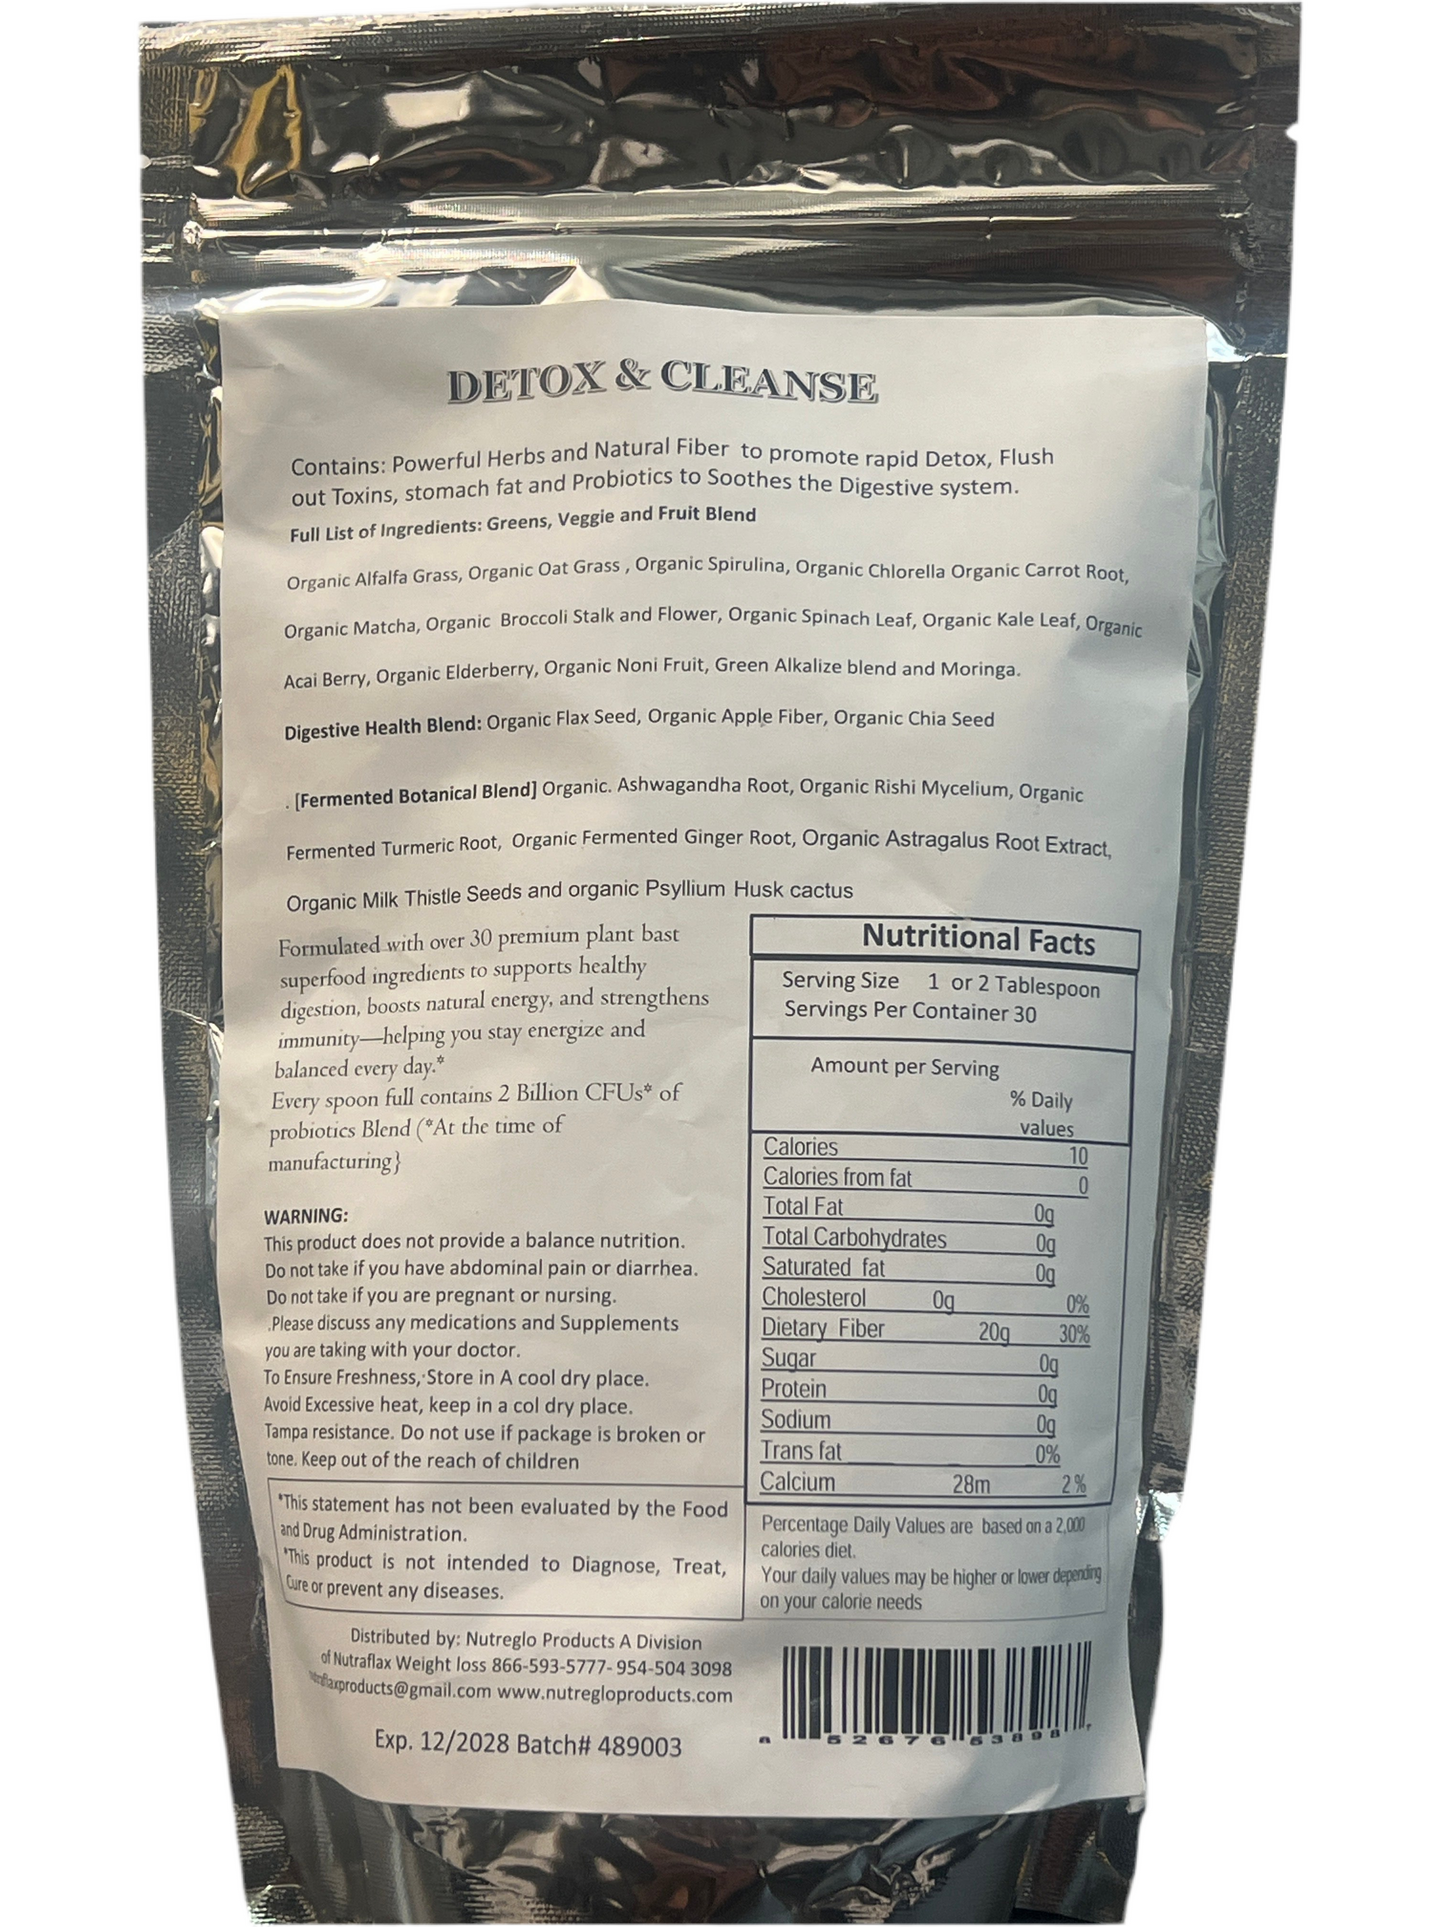 DETOX & CLEANSE
Contains: Powerful Herbs and Natural Fiber to promote rapid Detox, Flush
out Toxins, stomach fat and Probiotics to Soothes the Digestive system.
Full List of Ingredients: Greens, Veggie and Fruit Blend
Organic Alfalfa Grass, Organic Oat Grass , Organic Spirulina, Organic Chlorella Organic Carrot Root,
Organic Matcha, Organic Broccoli Stalk and Flower, Organic Spinach Leaf, Organic Kale Leaf, Organic
Acai Berry, Organic Elderberry, Organic Noni Fruit, Green Alkalize blend and Moringa.
Digestive Health Blend: Organic Flax Seed, Organic Apple Fiber, Organic Chia Seed
. [Fermented Botanical Blend] Organic. Ashwagandha Root, Organic Rishi Mycelium, Organic
Fermented Turmeric Root, Organic Fermented Ginger Root, Organic Astragalus Root Extract,
Organic Milk Thistle Seeds and organic Psyllium Husk cactus
Formulated with over 30 premium plant bast
superfood ingredients to supports healthy
digestion, boosts natural energy, and strengthens
immunity—helping you stay energize and
balanced every day.*
Every spoon full contains 2 Billion CFUs* of
probiotics Blend (*At the time of
manufacturing}
WARNING:
This product does not provide a balance nutrition.
Do not take if you have abdominal pain or diarrhea.
Do not take if you are pregnant or nursing.
.Please discuss any medications and Supplements
you are taking with your doctor.
To Ensure Freshness, Store in A cool dry place.
Avoid Excessive heat, keep in a col dry place.
Tampa resistance. Do not use if package is broken or
tone. Keep out of the reach of children
*This statement has not been evaluated by the Food
and Drug Administration.
*This product is not intended to Diagnose, Treat,
Cure or prevent any diseases.
Nutritional Facts
Serving Size 1 or 2 Tablespoon
Servings Per Container 30
Amount per Serving
% Daily
values
Calories 10
Calories from fat 0
Total Fat 0g
Total Carbohydrates 0g
Saturated fat 0g
Cholesterol 0g 0%
Dietary Fiber 20g 30%
Sugar 0g
Protein 0g
Sodium 0g
Trans fat 0%
Calcium 28m 2%
Percentage Daily Values are based on a 2,000
calories diet.
Your daily values may be higher or lower depending
on your calorie needs
Distributed by: Nutreglo Products A Division
of Nutraflax Weight loss 866-593-5777- 954-504 3098
nutraflaxproducts@gmail.com www.nutregloproducts.com
Exp. 12/2028 Batch# 489003
52676 53898